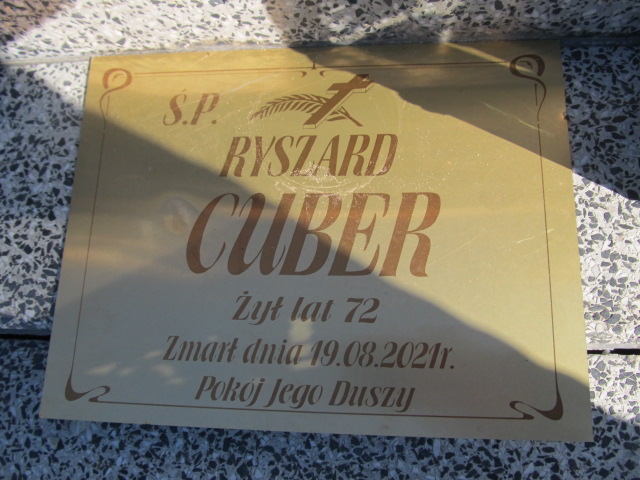 Ś.P.
RYSZARD
CUBER
Żył lat 72
Zmarł dnia 19.08.2021r.
Pokój Jego Duszy